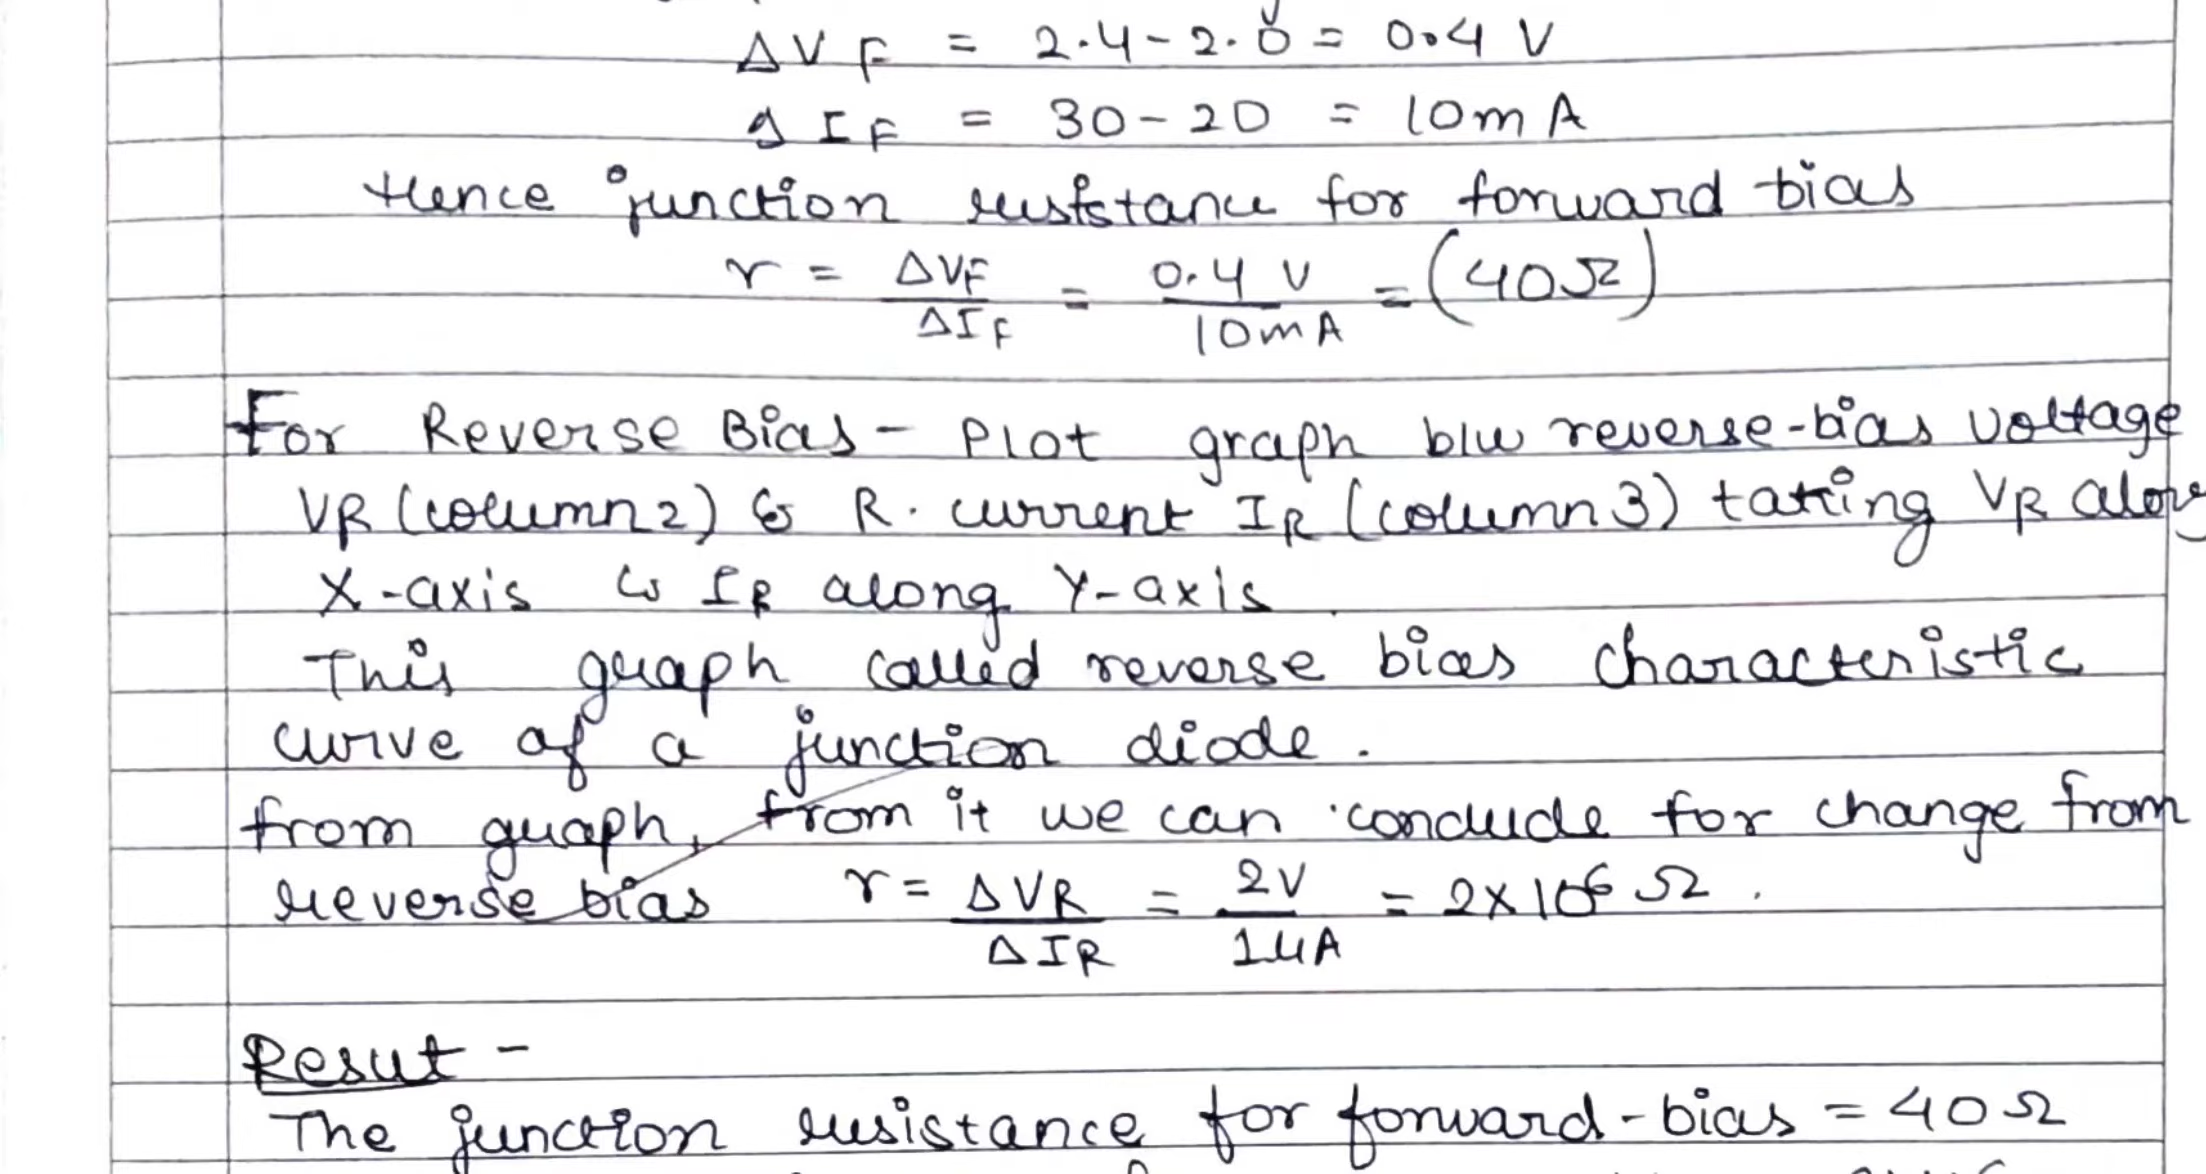 ΔVF = 2.4 - 2.0 = 0.4 V
ΔIF = 30 - 20 = 10mA
Hence junction resistance for forward bias
r = ΔVF / ΔIF = 0.4 V / 10mA = (40Ω)
For Reverse Bias - Plot graph b/w reverse-bias voltage
VR (column 2) & R. current IR (column 3) taking VR along
X-axis & IR along Y-axis
This graph called reverse bias characteristic
curve of a junction diode.
from graph, from it we can conclude for change from
reverse bias r = ΔVR / ΔIR = 2V / 1μA = 2×10⁶ Ω.
Resut -
The junction resistance for forward-bias = 40Ω